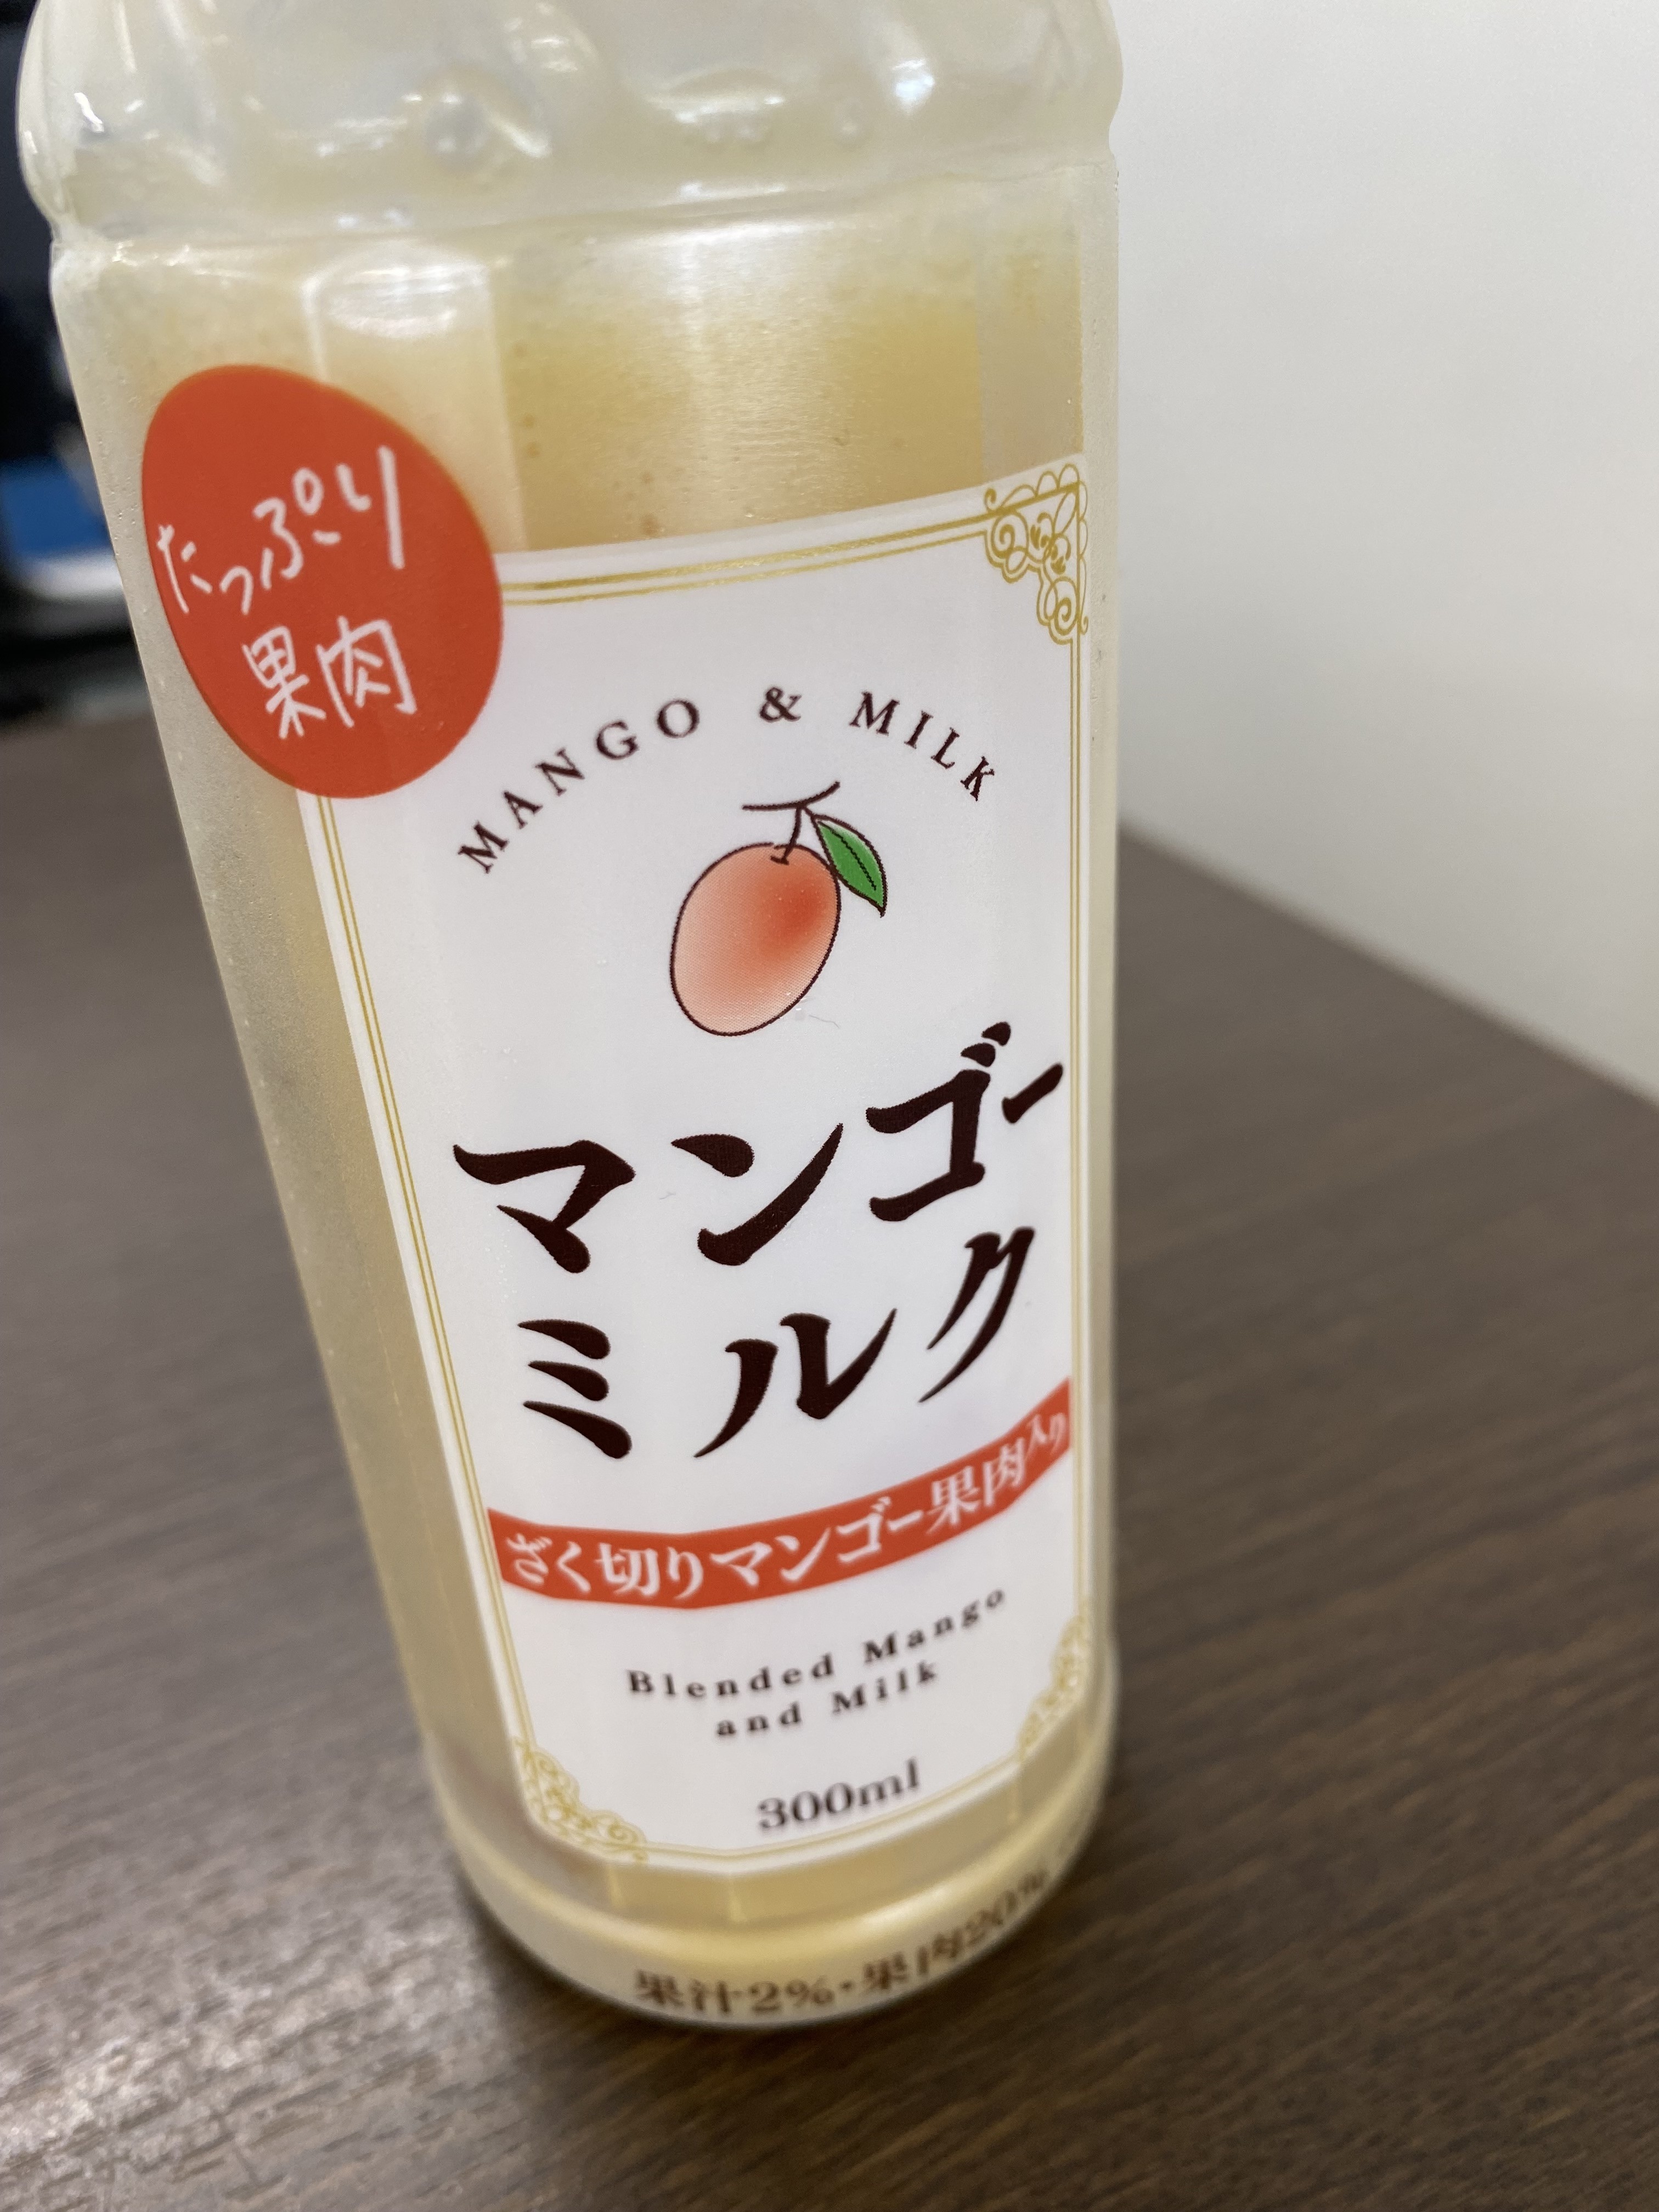 たっぷり
果肉
MANGO & MILK
マンゴー
ミルク
ざく切りマンゴー果肉入り
Blended Mango
and Milk
300ml
果汁2%・果肉20%